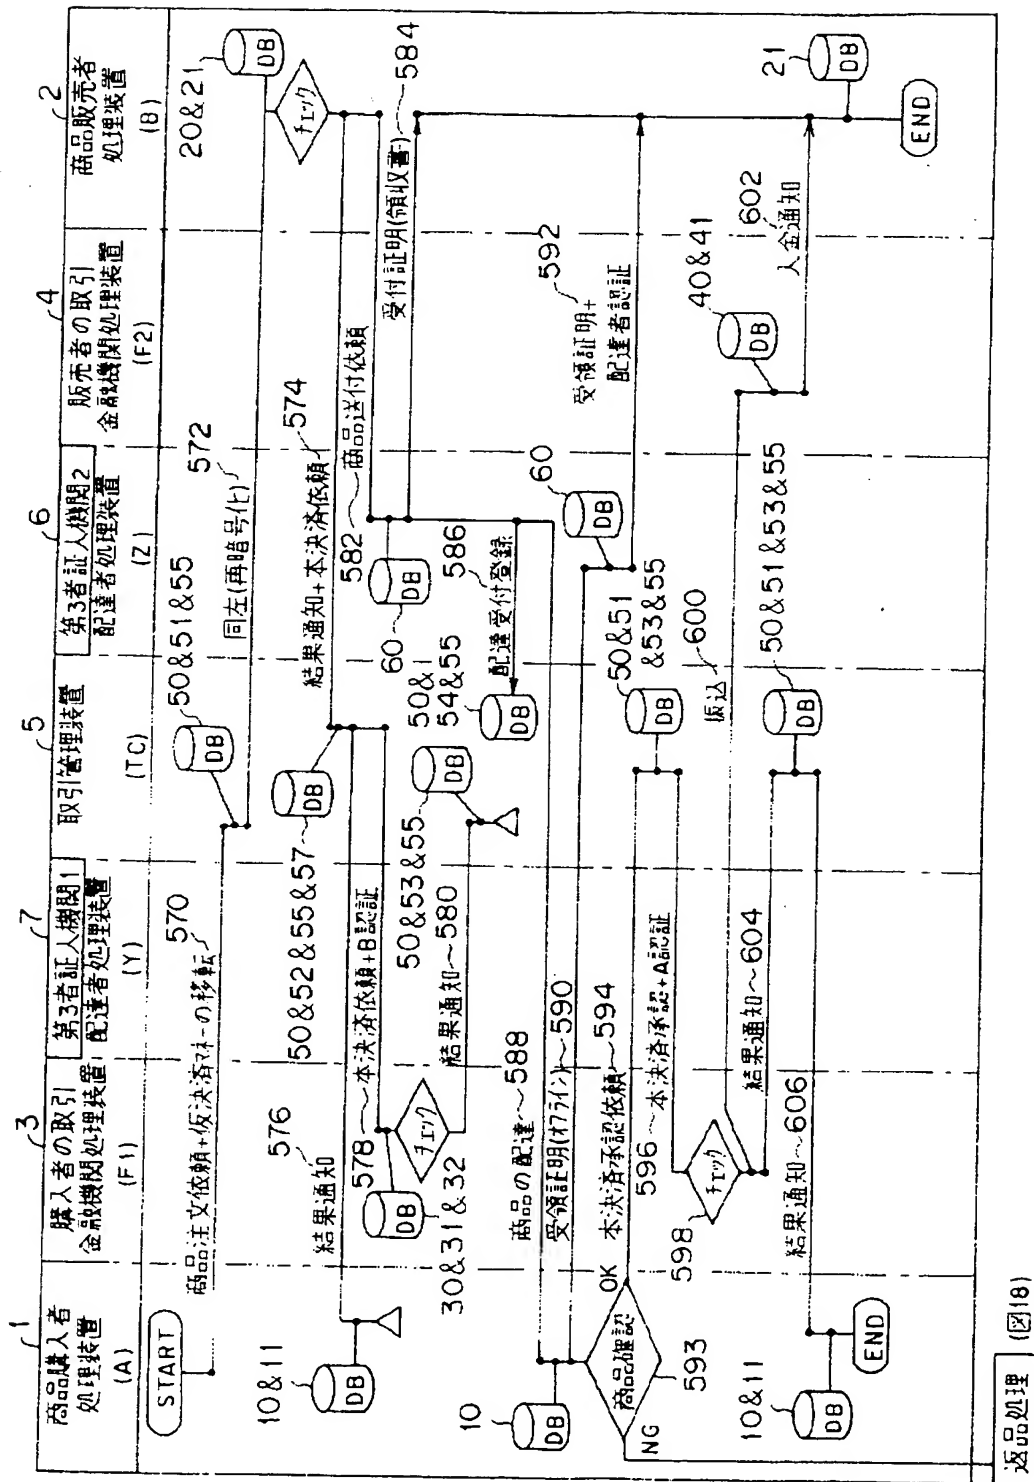 1
商品購入者
処理装置
(A)
3
購入者の取引
金融機関処理装置
(F1)
7
第3者証人機関1
配達者処理装置
(Y)
5
取引管理装置
(TC)
6
第3者証人機関2
配達者処理装置
(Z)
4
販売者の取引
金融機関処理装置
(F2)
2
商品販売者
処理装置
(B)
START
商品注文依頼+仮決済マネーの移転
570
50&51&55
DB
同左(再暗号化)
572
20&21
DB
チェック
結果通知+本決済依頼
574
50&52&55&57
DB
576
結果通知
10&11
DB
578
本決済依頼+B認証
チェック
DB
30&31&32
結果通知~580
50&53&55
DB
582
商品送付依頼
60
DB
受付証明(領収書)
584
586
配達受付登録
50&1
54&55
DB
商品の配達~588
10
DB
受領証明(オフライン)~590
60
DB
592
受領証明+
配達者認証
商品確認
593
OK
NG
本決済承認依頼~594
50&51
&53&55
DB
596~本決済承認+A認証
チェック
598
振込
600
40&41
DB
602
入金通知
21
DB
END
結果通知~604
50&51&53&55
DB
結果通知~606
10&11
DB
END
返品処理
(図18)